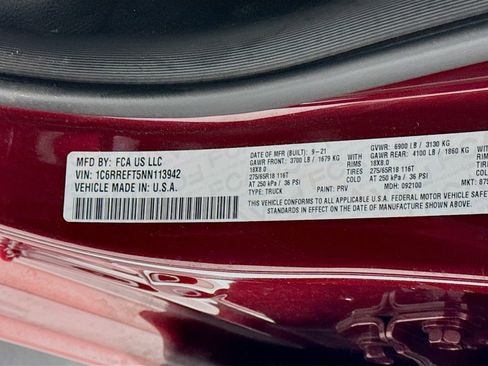 MFD BY: FCA US LLC
VIN: 1C6RREFT5NN113942
VEHICLE MADE IN: U.S.A.
DATE OF MFR (BUILT): 9-21
GVWR: 6900 LB / 3130 KG
GAWR FRONT: 3700 LB / 1679 KG WITH GAWR REAR: 4100 LB / 1860 KG
18X8.0 RIMS 18X8.0
275/65R18 116T TIRES 275/65R18 116T
AT 250 kPa / 36 PSI COLD AT 250 kPa / 36 PSI
PAINT: PRV MDH: 092100 MKT:
TYPE: TRUCK
THIS VEHICLE CONFORMS TO ALL APPLICABLE U.S.A. FEDERAL MOTOR VEHICLE
STANDARDS IN EFFECT ON THE DATE OF MANUFACTURE SHOWN ABOVE.